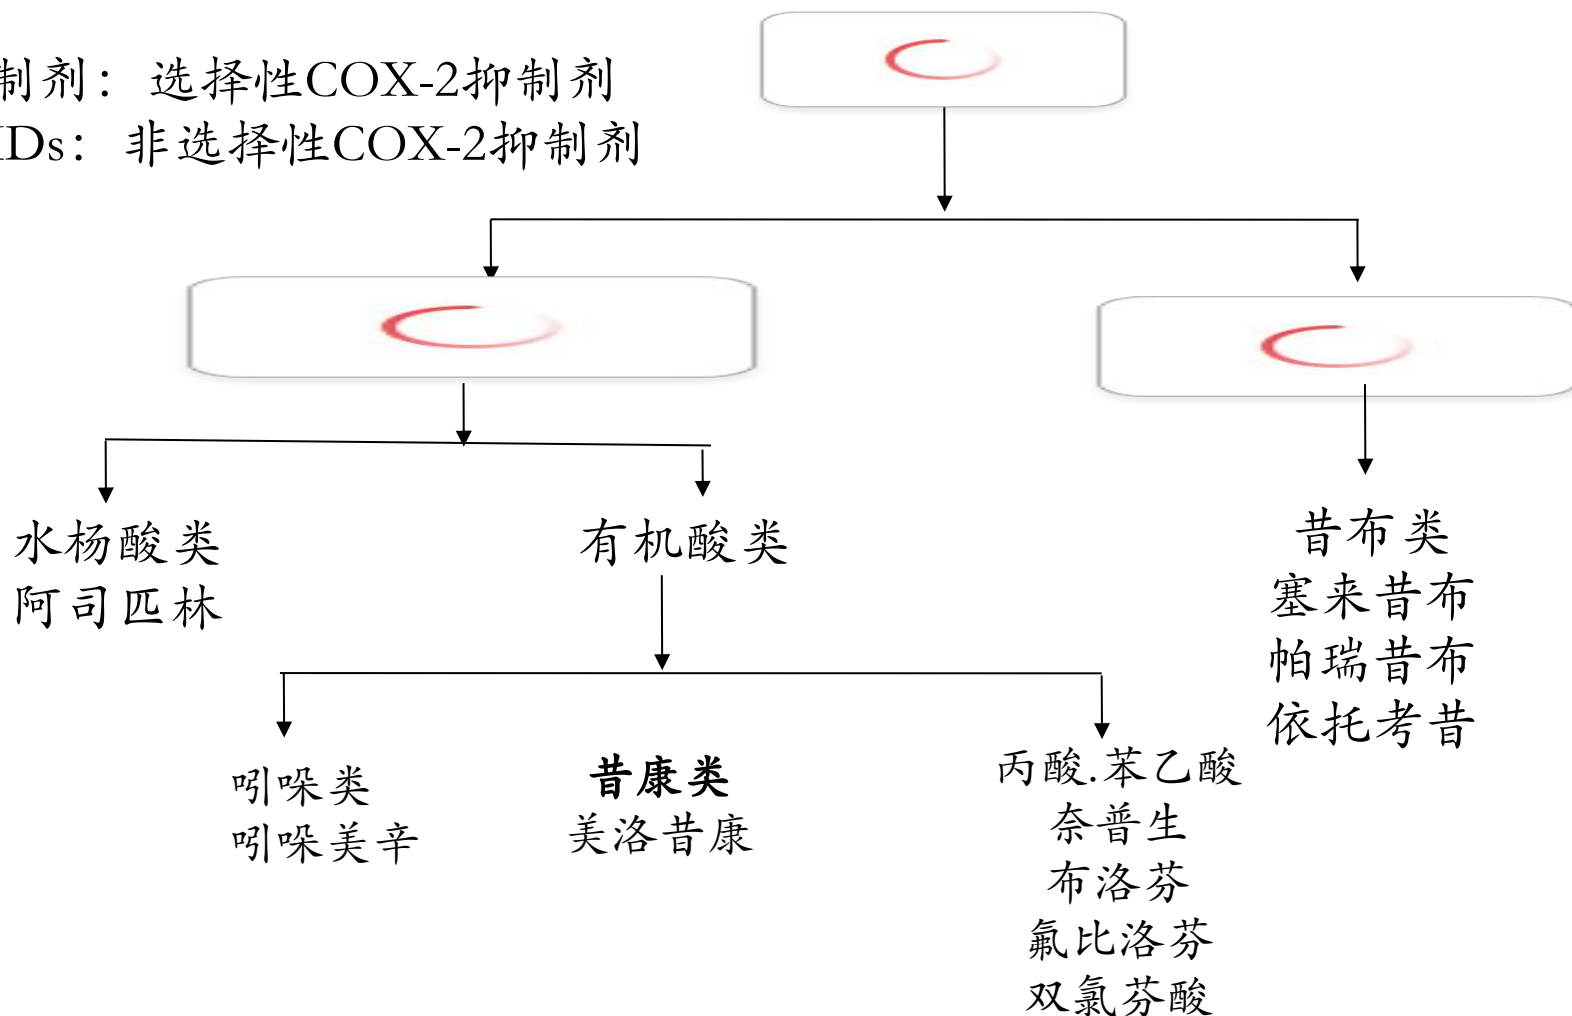 制剂：选择性COX-2抑制剂
IDs：非选择性COX-2抑制剂
水杨酸类
阿司匹林
有机酸类
昔布类
塞来昔布
帕瑞昔布
依托考昔
吲哚类
吲哚美辛
昔康类
美洛昔康
丙酸.苯乙酸
奈普生
布洛芬
氟比洛芬
双氯芬酸